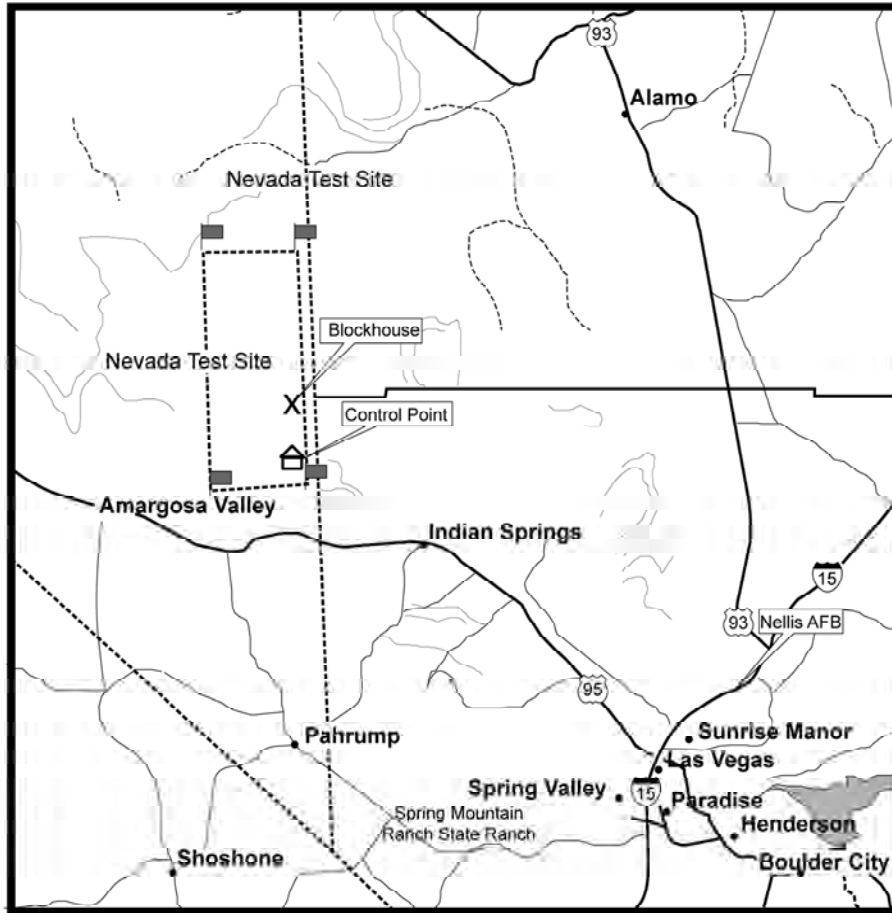 93
Alamo
Nevada Test Site
Blockhouse
Nevada Test Site
Control Point
Amargosa Valley
Indian Springs
15
93
Nellis AFB
95
Sunrise Manor
Pahrump
Las Vegas
Spring Valley
15
Paradise
Spring Mountain
Ranch State Ranch
Henderson
Shoshone
Boulder City